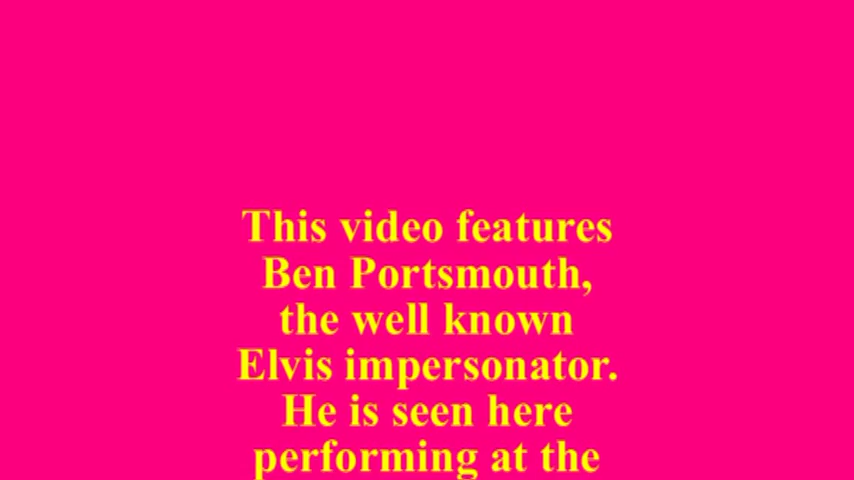 This video features
Ben Portsmouth,
the well known
Elvis impersonator.
He is seen here
performing at the